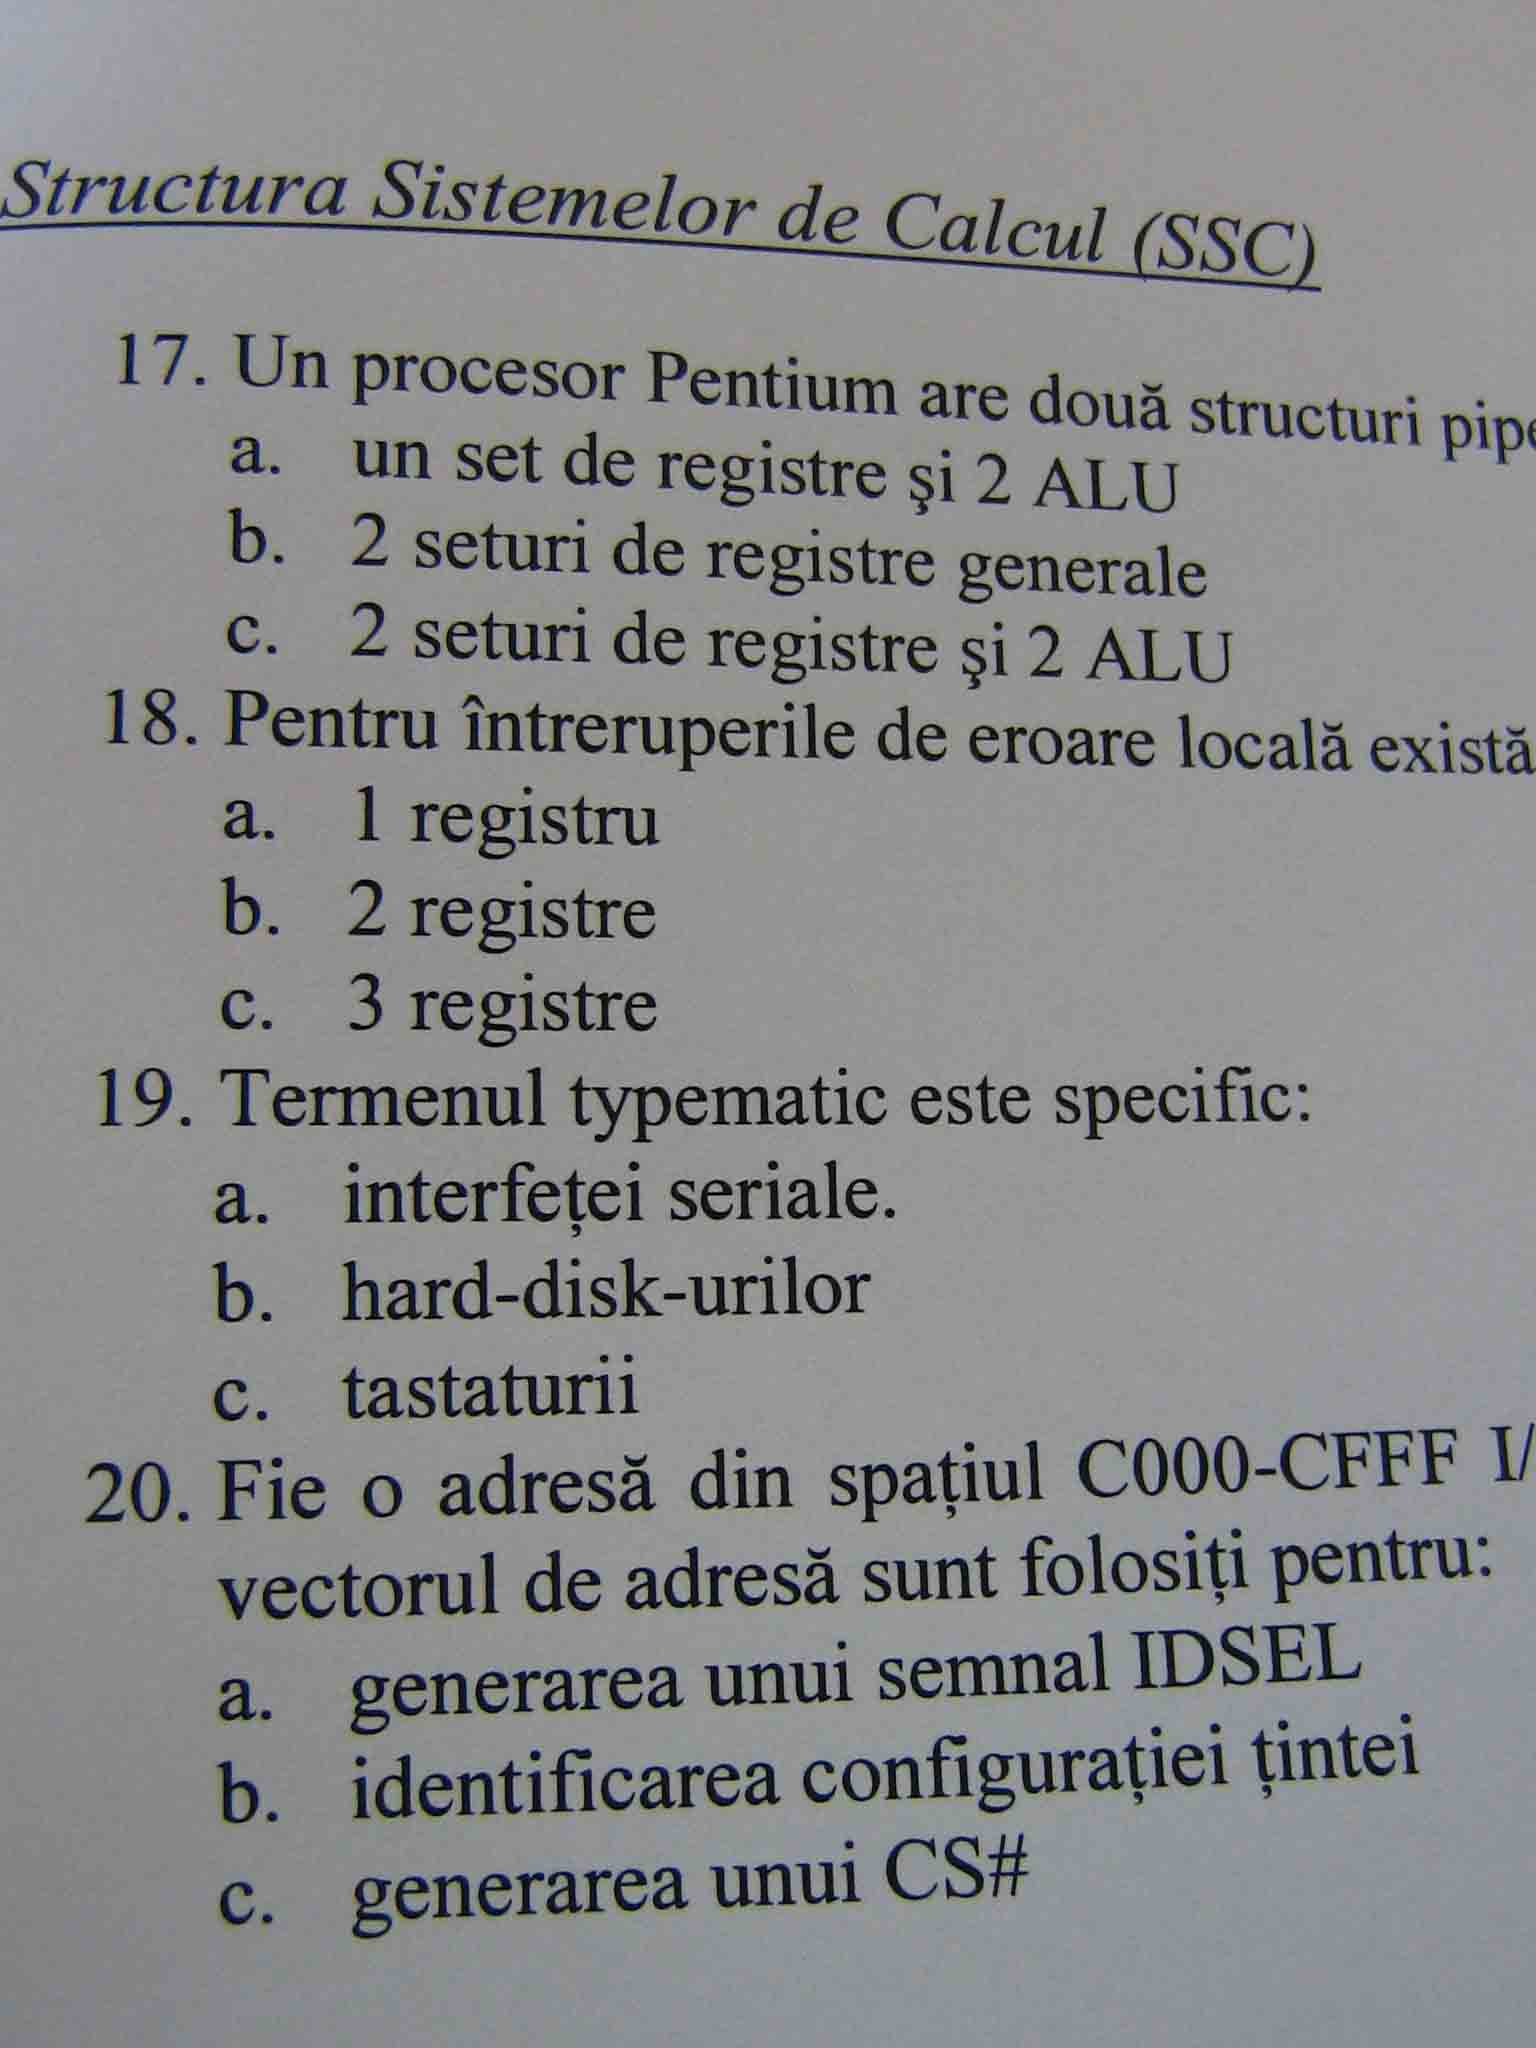 Structura Sistemelor de Calcul (SSC)
17. Un procesor Pentium are două structuri
a. un set de registre şi 2 ALU
b. 2 seturi de registre generale
c. 2 seturi de registre şi 2 ALU
18. Pentru întreruperile de eroare locală există
a. 1 registru
b. 2 registre
c. 3 registre
19. Termenul typematic este specific:
a. interfeței seriale.
b. hard-disk-urilor
c. tastaturii
20. Fie o adresă din spațiul C000-CFFF I/
vectorul de adresă sunt folosiți pentru:
a. generarea unui semnal IDSEL
b. identificarea configurației țintei
c. generarea unui CS#